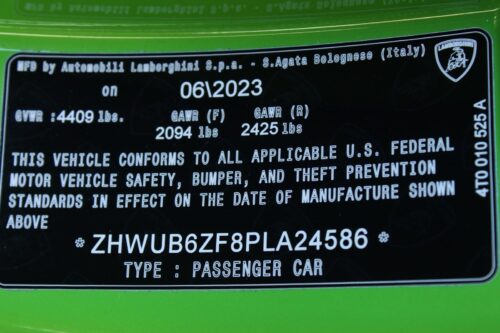 MFD by Automobili Lamborghini S.p.a. - S.Agata Bolognese (Italy)
LAMBORGHINI
on 06\2023
GVWR :4409 lbs. GAWR (F) GAWR (R)
2094 lbs 2425 lbs
THIS VEHICLE CONFORMS TO ALL APPLICABLE U.S. FEDERAL
MOTOR VEHICLE SAFETY, BUMPER, AND THEFT PREVENTION
STANDARDS IN EFFECT ON THE DATE OF MANUFACTURE SHOWN
ABOVE
* ZHWUB6ZF8PLA24586 *
TYPE : PASSENGER CAR
4T0 010 525 A